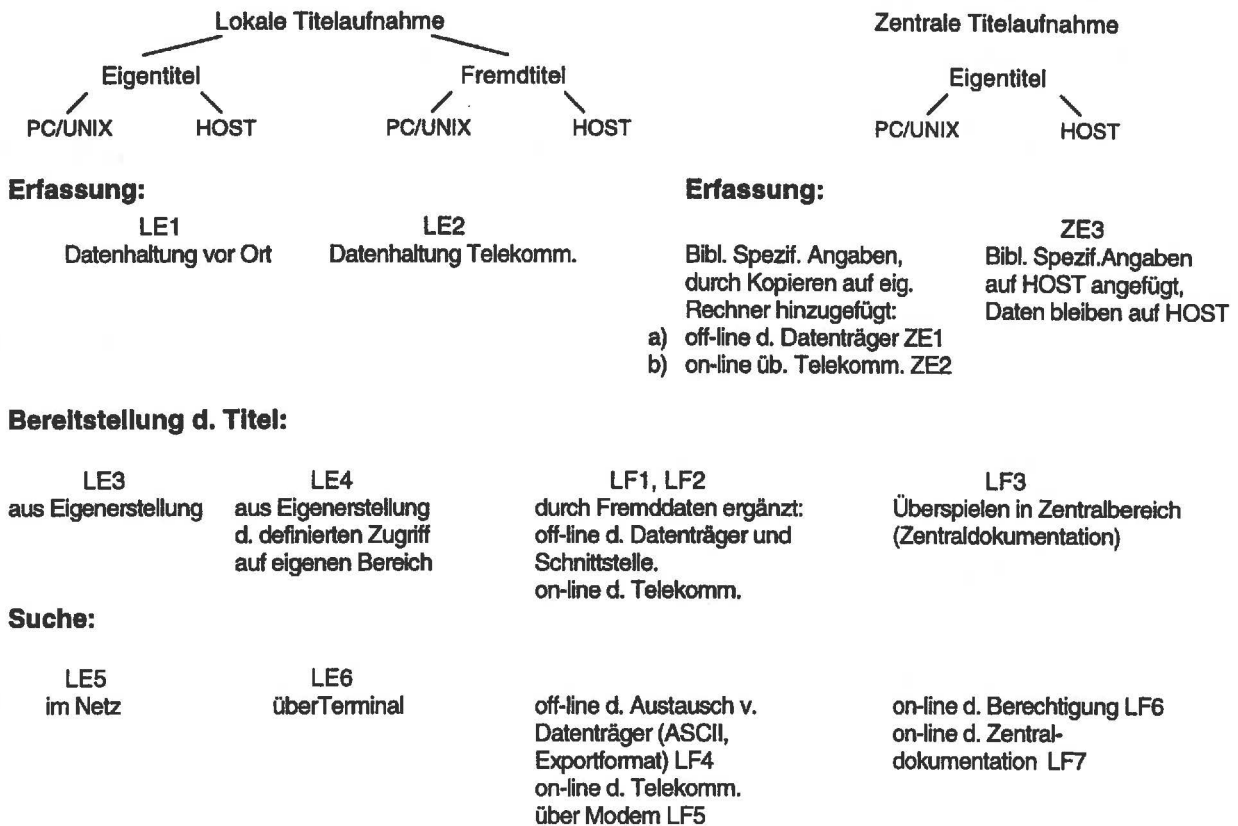 Lokale Titelaufnahme
Zentrale Titelaufnahme
Eigentitel
Fremdtitel
Eigentitel
PC/UNIX
HOST
PC/UNIX
HOST
PC/UNIX
HOST
Erfassung:
LE1
Datenhaltung vor Ort
LE2
Datenhaltung Telekomm.
Erfassung:
Bibl. Spezif. Angaben,
durch Kopieren auf eig.
Rechner hinzugefügt:
a) off-line d. Datenträger ZE1
b) on-line üb. Telekomm. ZE2
ZE3
Bibl. Spezif.Angaben
auf HOST angefügt,
Daten bleiben auf HOST
Bereitstellung d. Titel:
LE3
aus Eigenerstellung
LE4
aus Eigenerstellung
d. definierten Zugriff
auf eigenen Bereich
LF1, LF2
durch Fremddaten ergänzt:
off-line d. Datenträger und
Schnittstelle.
on-line d. Telekomm.
LF3
Überspielen in Zentralbereich
(Zentraldokumentation)
Suche:
LE5
im Netz
LE6
überTerminal
off-line d. Austausch v.
Datenträger (ASCII,
Exportformat) LF4
on-line d. Telekomm.
über Modem LF5
on-line d. Berechtigung LF6
on-line d. Zentral-
dokumentation LF7